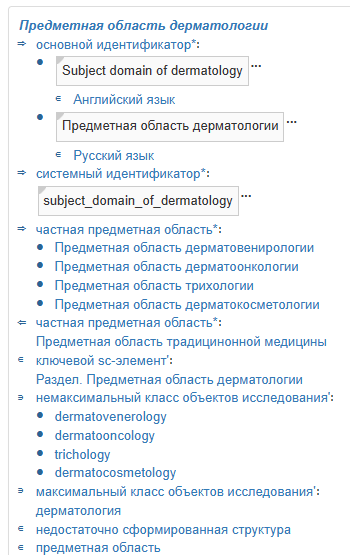 Предметная область дерматологии
⇒ основной идентификатор*:
• Subject domain of dermatology ...
∊ Английский язык
• Предметная область дерматологии ...
∊ Русский язык
⇒ системный идентификатор*:
subject_domain_of_dermatology ...
⇒ частная предметная область*:
• Предметная область дерматовенирологии
• Предметная область дерматоонкологии
• Предметная область трихологии
• Предметная область дерматокосметологии
⇐ частная предметная область*:
Предметная область традицинонной медицины
∊ ключевой sc-элемент':
Раздел. Предметная область дерматологии
∍ немаксимальный класс объектов исследования':
• dermatovenerology
• dermatooncology
• trichology
• dermatocosmetology
∍ максимальный класс объектов исследования':
дерматология
∊ недостаточно сформированная структура
∊ предметная область